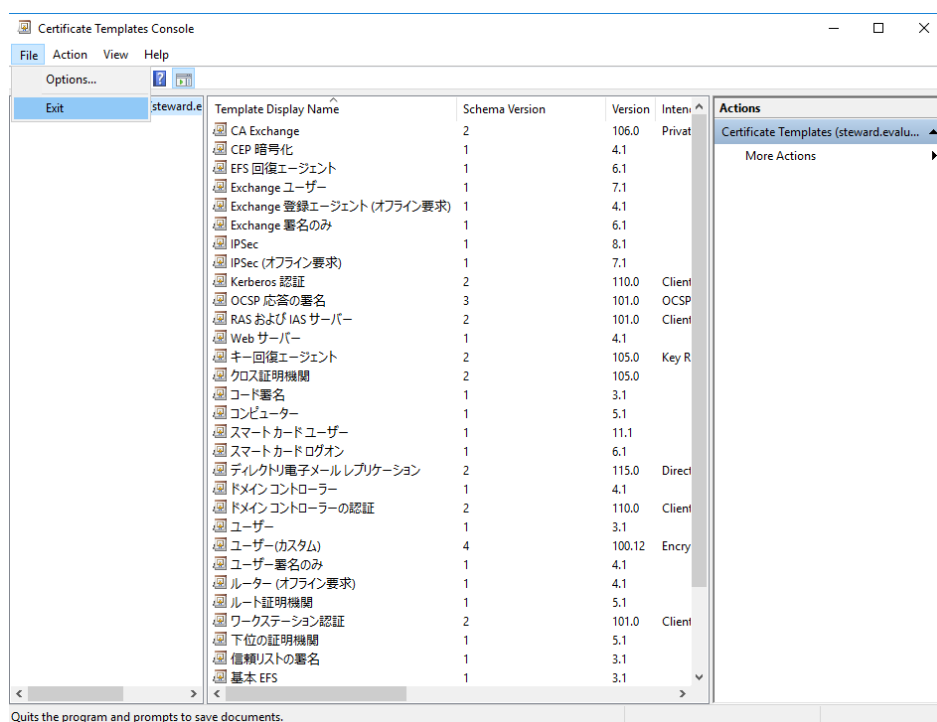 Certificate Templates Console
File Action View Help
Options...
Exit
steward.e
Template Display Name Schema Version Version Inten
CA Exchange 2 106.0 Privat
CEP 暗号化 1 4.1
EFS 回復エージェント 1 6.1
Exchange ユーザー 1 7.1
Exchange 登録エージェント (オフライン要求) 1 4.1
Exchange 署名のみ 1 6.1
IPSec 1 8.1
IPSec (オフライン要求) 1 7.1
Kerberos 認証 2 110.0 Client
OCSP 応答の署名 3 101.0 OCSP
RAS および IAS サーバー 2 101.0 Client
Web サーバー 1 4.1
キー回復エージェント 2 105.0 Key R
クロス証明機関 2 105.0
コード署名 1 3.1
コンピューター 1 5.1
スマート カード ユーザー 1 11.1
スマート カード ログオン 1 6.1
ディレクトリ電子メール レプリケーション 2 115.0 Direct
ドメイン コントローラー 1 4.1
ドメイン コントローラーの認証 2 110.0 Client
ユーザー 1 3.1
ユーザー(カスタム) 4 100.12 Encry
ユーザー署名のみ 1 4.1
ルーター (オフライン要求) 1 4.1
ルート証明機関 1 5.1
ワークステーション認証 2 101.0 Client
下位の証明機関 1 5.1
信頼リストの署名 1 3.1
基本 EFS 1 3.1
Actions
Certificate Templates (steward.evalu...
More Actions
Quits the program and prompts to save documents.